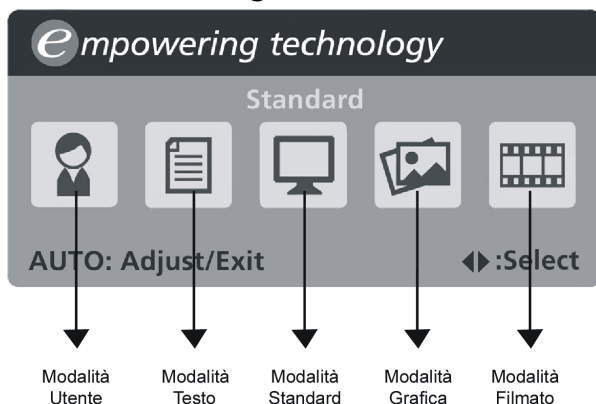 empowering technology
Standard
AUTO: Adjust/Exit ◀▶ :Select
Modalità Modalità Modalità Modalità Modalità
Utente Testo Standard Grafica Filmato